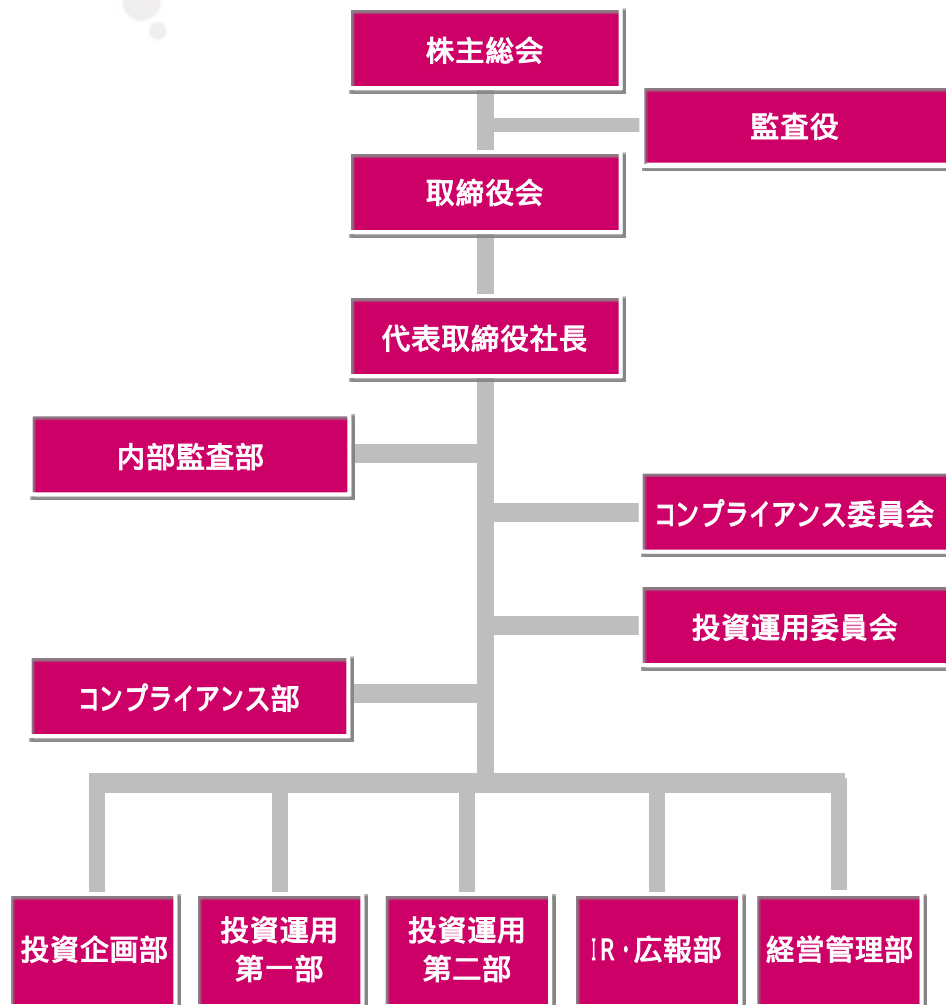 株主総会
監査役
取締役会
代表取締役社長
内部監査部
コンプライアンス委員会
投資運用委員会
コンプライアンス部
投資企画部
投資運用
第一部
投資運用
第二部
IR・広報部
経営管理部